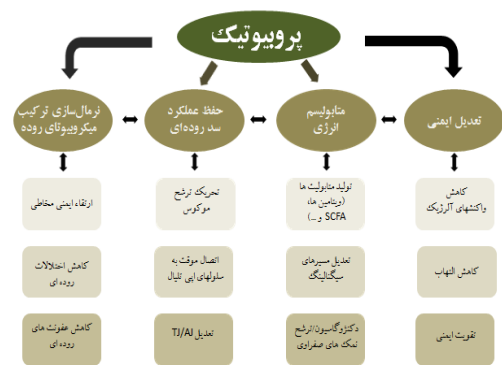 پروبیوتیک
تعدیل ایمنی
متابولیسم
انرژی
حفظ عملکرد
سد روده‌ای
نرمال‌سازی ترکیب
میکروبیوتای روده
کاهش
واکنشهای آلرژیک
تولید متابولیت ها
(ویتامین ها،
SCFA و ...)
تحریک ترشح
موکوس
ارتقاء ایمنی مخاطی
کاهش التهاب
تعدیل مسیرهای
سیگنالینگ
اتصال موقت به
سلولهای اپی تلیال
کاهش اختلالات
روده ای
تقویت ایمنی
دکنژوگاسیون/ترشح
نمک های صفراوی
تعدیل TJ/AJ
کاهش عفونت های
روده ای